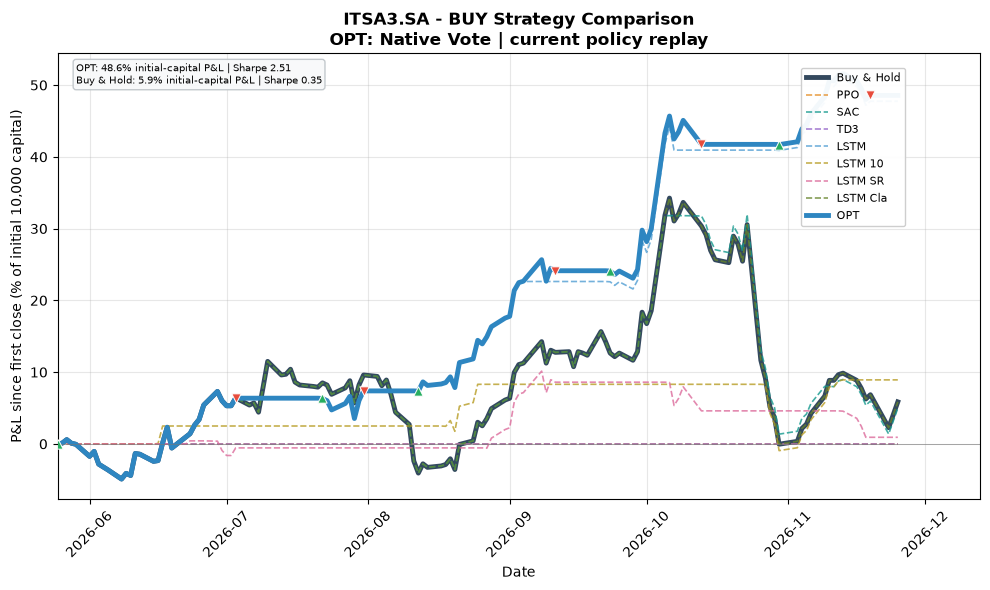 ITSA3.SA - BUY Strategy Comparison
OPT: Native Vote | current policy replay
OPT: 48.6% initial-capital P&L | Sharpe 2.51
Buy & Hold: 5.9% initial-capital P&L | Sharpe 0.35
Buy & Hold
PPO
SAC
TD3
LSTM
LSTM 10
LSTM SR
LSTM Cla
OPT
P&L since first close (% of initial 10,000 capital)
50
40
30
20
10
0
2026-06
2026-07
2026-08
2026-09
2026-10
2026-11
2026-12
Date